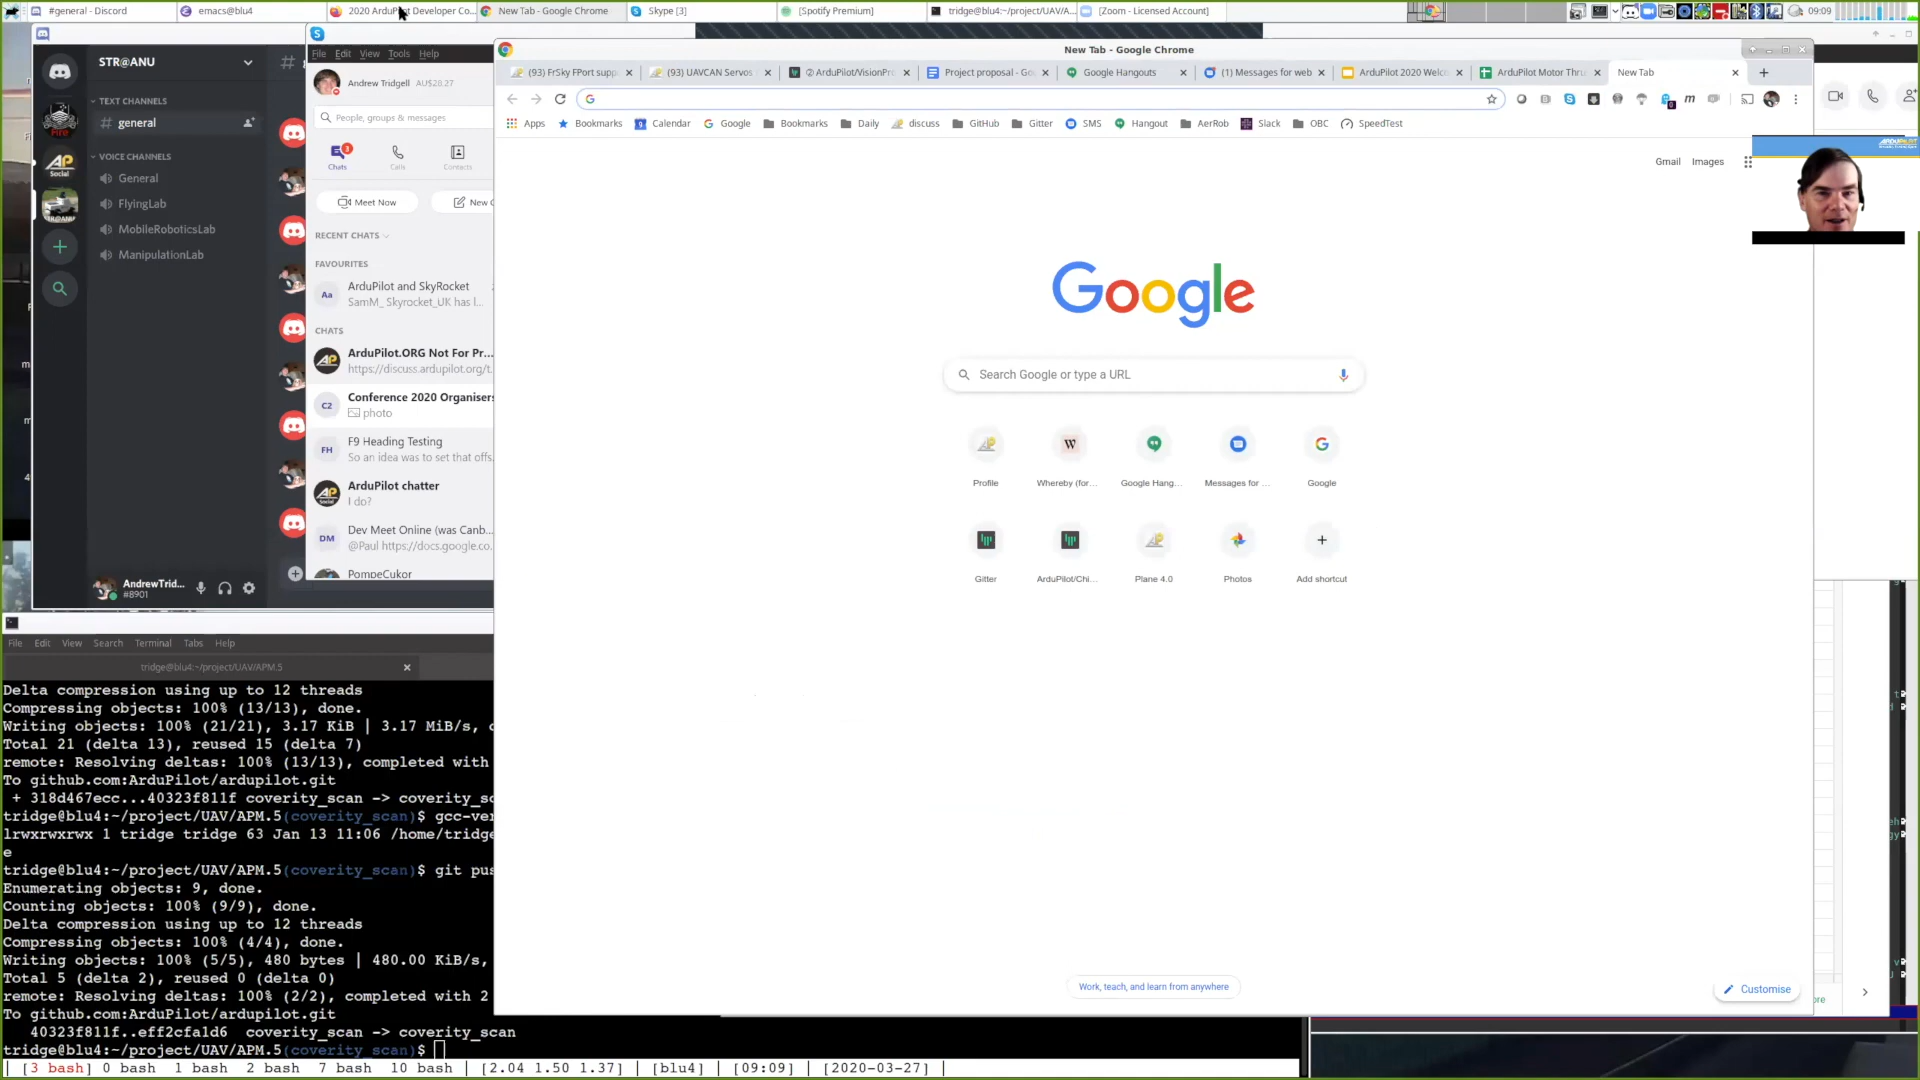 #general - Discord
emacs@blu4
2020 ArduPilot Developer Co...
New Tab - Google Chrome
Skype [3]
[Spotify Premium]
tridge@blu4:~/project/UAV/A...
[Zoom - Licensed Account]
09:09
STR@ANU
TEXT CHANNELS
# general
VOICE CHANNELS
General
FlyingLab
MobileRoboticsLab
ManipulationLab
AndrewTrid...
#8901
File Edit View Tools Help
Andrew Tridgell AU$28.27
People, groups & messages
3
Chats
Calls
Contacts
Meet Now
New C
RECENT CHATS
FAVOURITES
Aa
ArduPilot and SkyRocket
SamM_ Skyrocket_UK has l...
CHATS
ArduPilot.ORG Not For Pr...
https://discuss.ardupilot.org/t
C2
Conference 2020 Organisers
photo
FH
F9 Heading Testing
So an idea was to set that offs
ArduPilot chatter
I do?
DM
Dev Meet Online (was Canb...
@Paul https://docs.google.co
PompeCukor
New Tab - Google Chrome
(93) FrSky FPort supp
(93) UAVCAN Servos
② ArduPilot/VisionPro
Project proposal - Go
Google Hangouts
(1) Messages for web
ArduPilot 2020 Welco
ArduPilot Motor Thru
New Tab
Apps
Bookmarks
Calendar
Google
Bookmarks
Daily
discuss
GitHub
Gitter
SMS
Hangout
AerRob
Slack
OBC
SpeedTest
Gmail Images
ARDUPILOT
Google
Search Google or type a URL
Profile
Whereby (for...
Google Hang...
Messages for ...
Google
Gitter
ArduPilot/Chi...
Plane 4.0
Photos
Add shortcut
Work, teach, and learn from anywhere
Customise
File Edit View Search Terminal Tabs Help
tridge@blu4:~/project/UAV/APM.5
Delta compression using up to 12 threads
Compressing objects: 100% (13/13), done.
Writing objects: 100% (21/21), 3.17 KiB | 3.17 MiB/s,
Total 21 (delta 13), reused 15 (delta 7)
remote: Resolving deltas: 100% (13/13), completed with
To github.com:ArduPilot/ardupilot.git
+ 318d467ecc...40323f811f coverity_scan -> coverity_sc
tridge@blu4:~/project/UAV/APM.5(coverity_scan)$ gcc-ver
lrwxrwxrwx 1 tridge tridge 63 Jan 13 11:06 /home/tridge
e
tridge@blu4:~/project/UAV/APM.5(coverity_scan)$ git pus
Enumerating objects: 9, done.
Counting objects: 100% (9/9), done.
Delta compression using up to 12 threads
Compressing objects: 100% (4/4), done.
Writing objects: 100% (5/5), 480 bytes | 480.00 KiB/s,
Total 5 (delta 2), reused 0 (delta 0)
remote: Resolving deltas: 100% (2/2), completed with 2
To github.com:ArduPilot/ardupilot.git
40323f811f..eff2cfa1d6 coverity_scan -> coverity_scan
tridge@blu4:~/project/UAV/APM.5(coverity_scan)$
| [3 bash] 0 bash 1 bash 2 bash 7 bash 10 bash | [2.04 1.50 1.37] | [blu4] | [09:09] | [2020-03-27] |